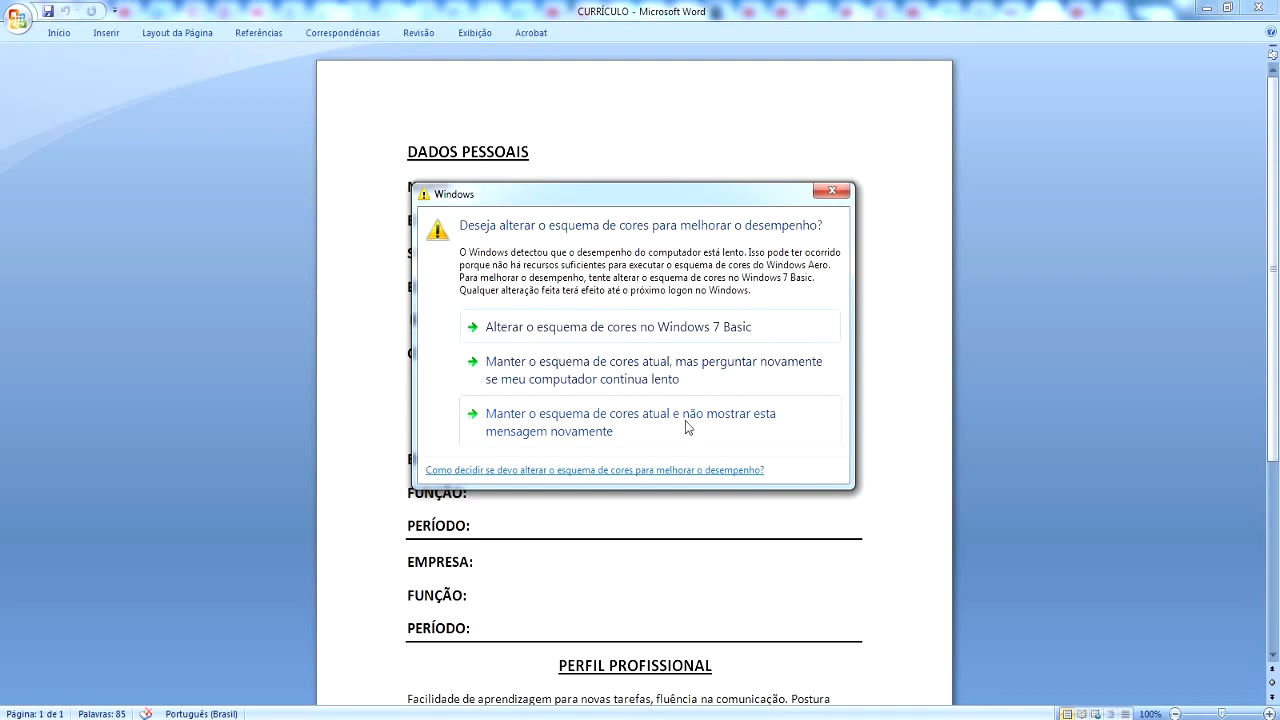 CURRÍCULO - Microsoft Word
Início Inserir Layout da Página Referências Correspondências Revisão Exibição Acrobat
DADOS PESSOAIS
Windows
Deseja alterar o esquema de cores para melhorar o desempenho?
O Windows detectou que o desempenho do computador está lento. Isso pode ter ocorrido
porque não há recursos suficientes para executar o esquema de cores do Windows Aero.
Para melhorar o desempenho, tente alterar o esquema de cores no Windows 7 Basic.
Qualquer alteração feita terá efeito até o próximo logon no Windows.
Alterar o esquema de cores no Windows 7 Basic
Manter o esquema de cores atual, mas perguntar novamente
se meu computador continua lento
Manter o esquema de cores atual e não mostrar esta
mensagem novamente
Como decidir se devo alterar o esquema de cores para melhorar o desempenho?
FUNÇÃO:
PERÍODO:
EMPRESA:
FUNÇÃO:
PERÍODO:
PERFIL PROFISSIONAL
Facilidade de aprendizagem para novas tarefas, fluência na comunicação. Postura
Página: 1 de 1 Palavras: 85 Português (Brasil) 100%